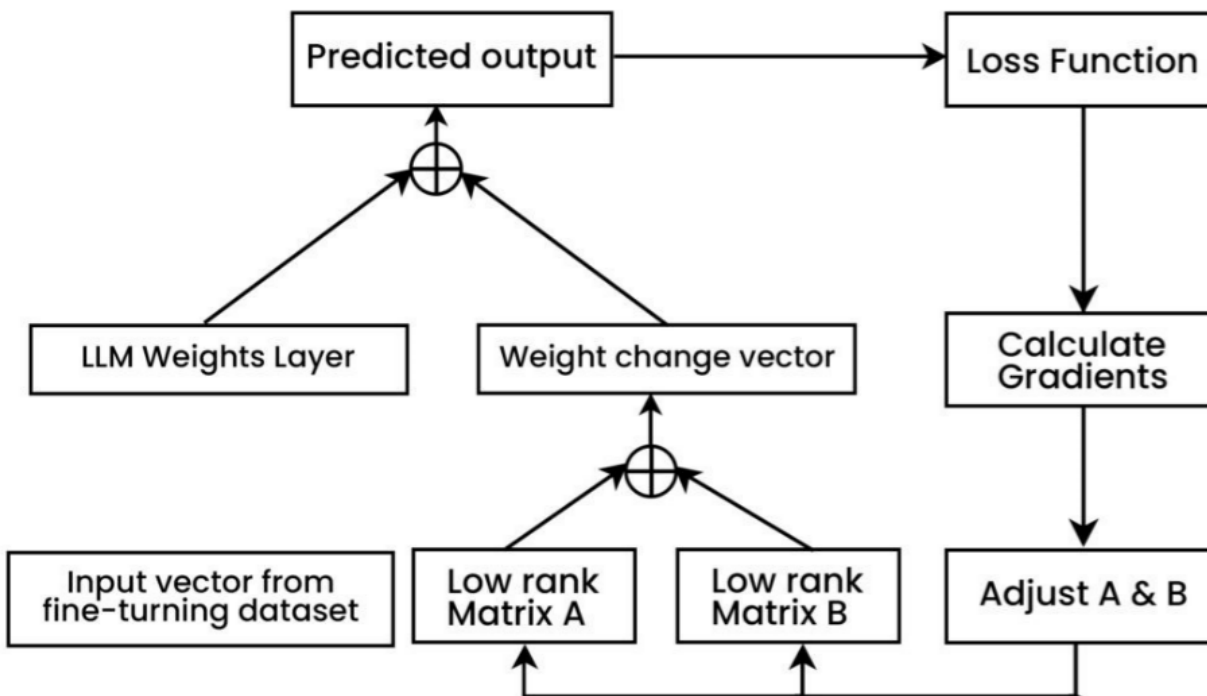 Predicted output
Loss Function
LLM Weights Layer
Weight change vector
Calculate
Gradients
Input vector from
fine-turning dataset
Low rank
Matrix A
Low rank
Matrix B
Adjust A & B